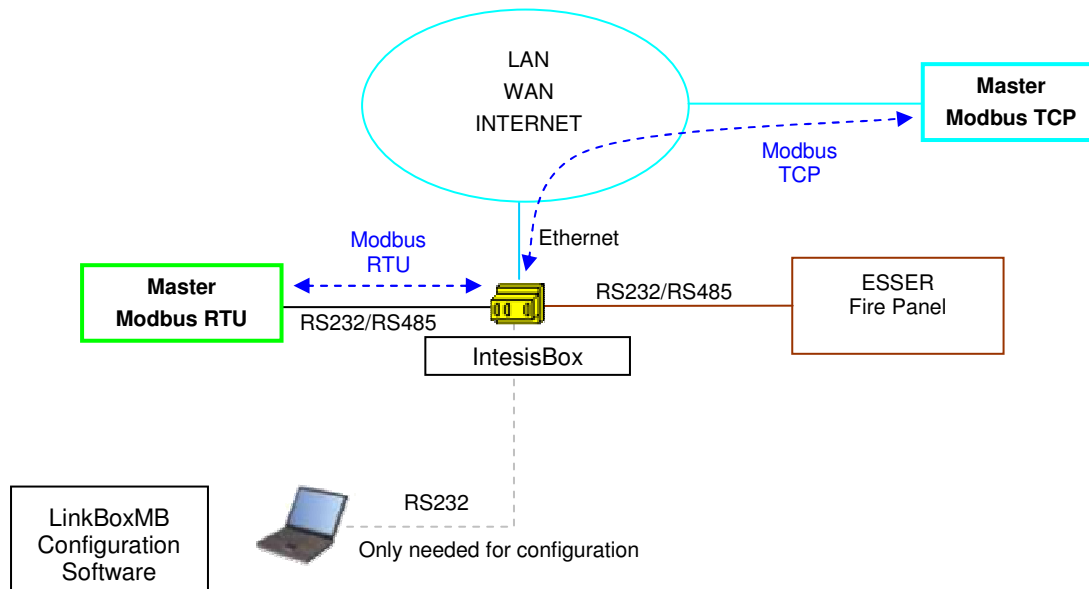 LAN
WAN
INTERNET
Master
Modbus TCP
Modbus
TCP
Ethernet
Modbus
RTU
Master
Modbus RTU
RS232/RS485
RS232/RS485
ESSER
Fire Panel
IntesisBox
RS232
Only needed for configuration
LinkBoxMB
Configuration
Software